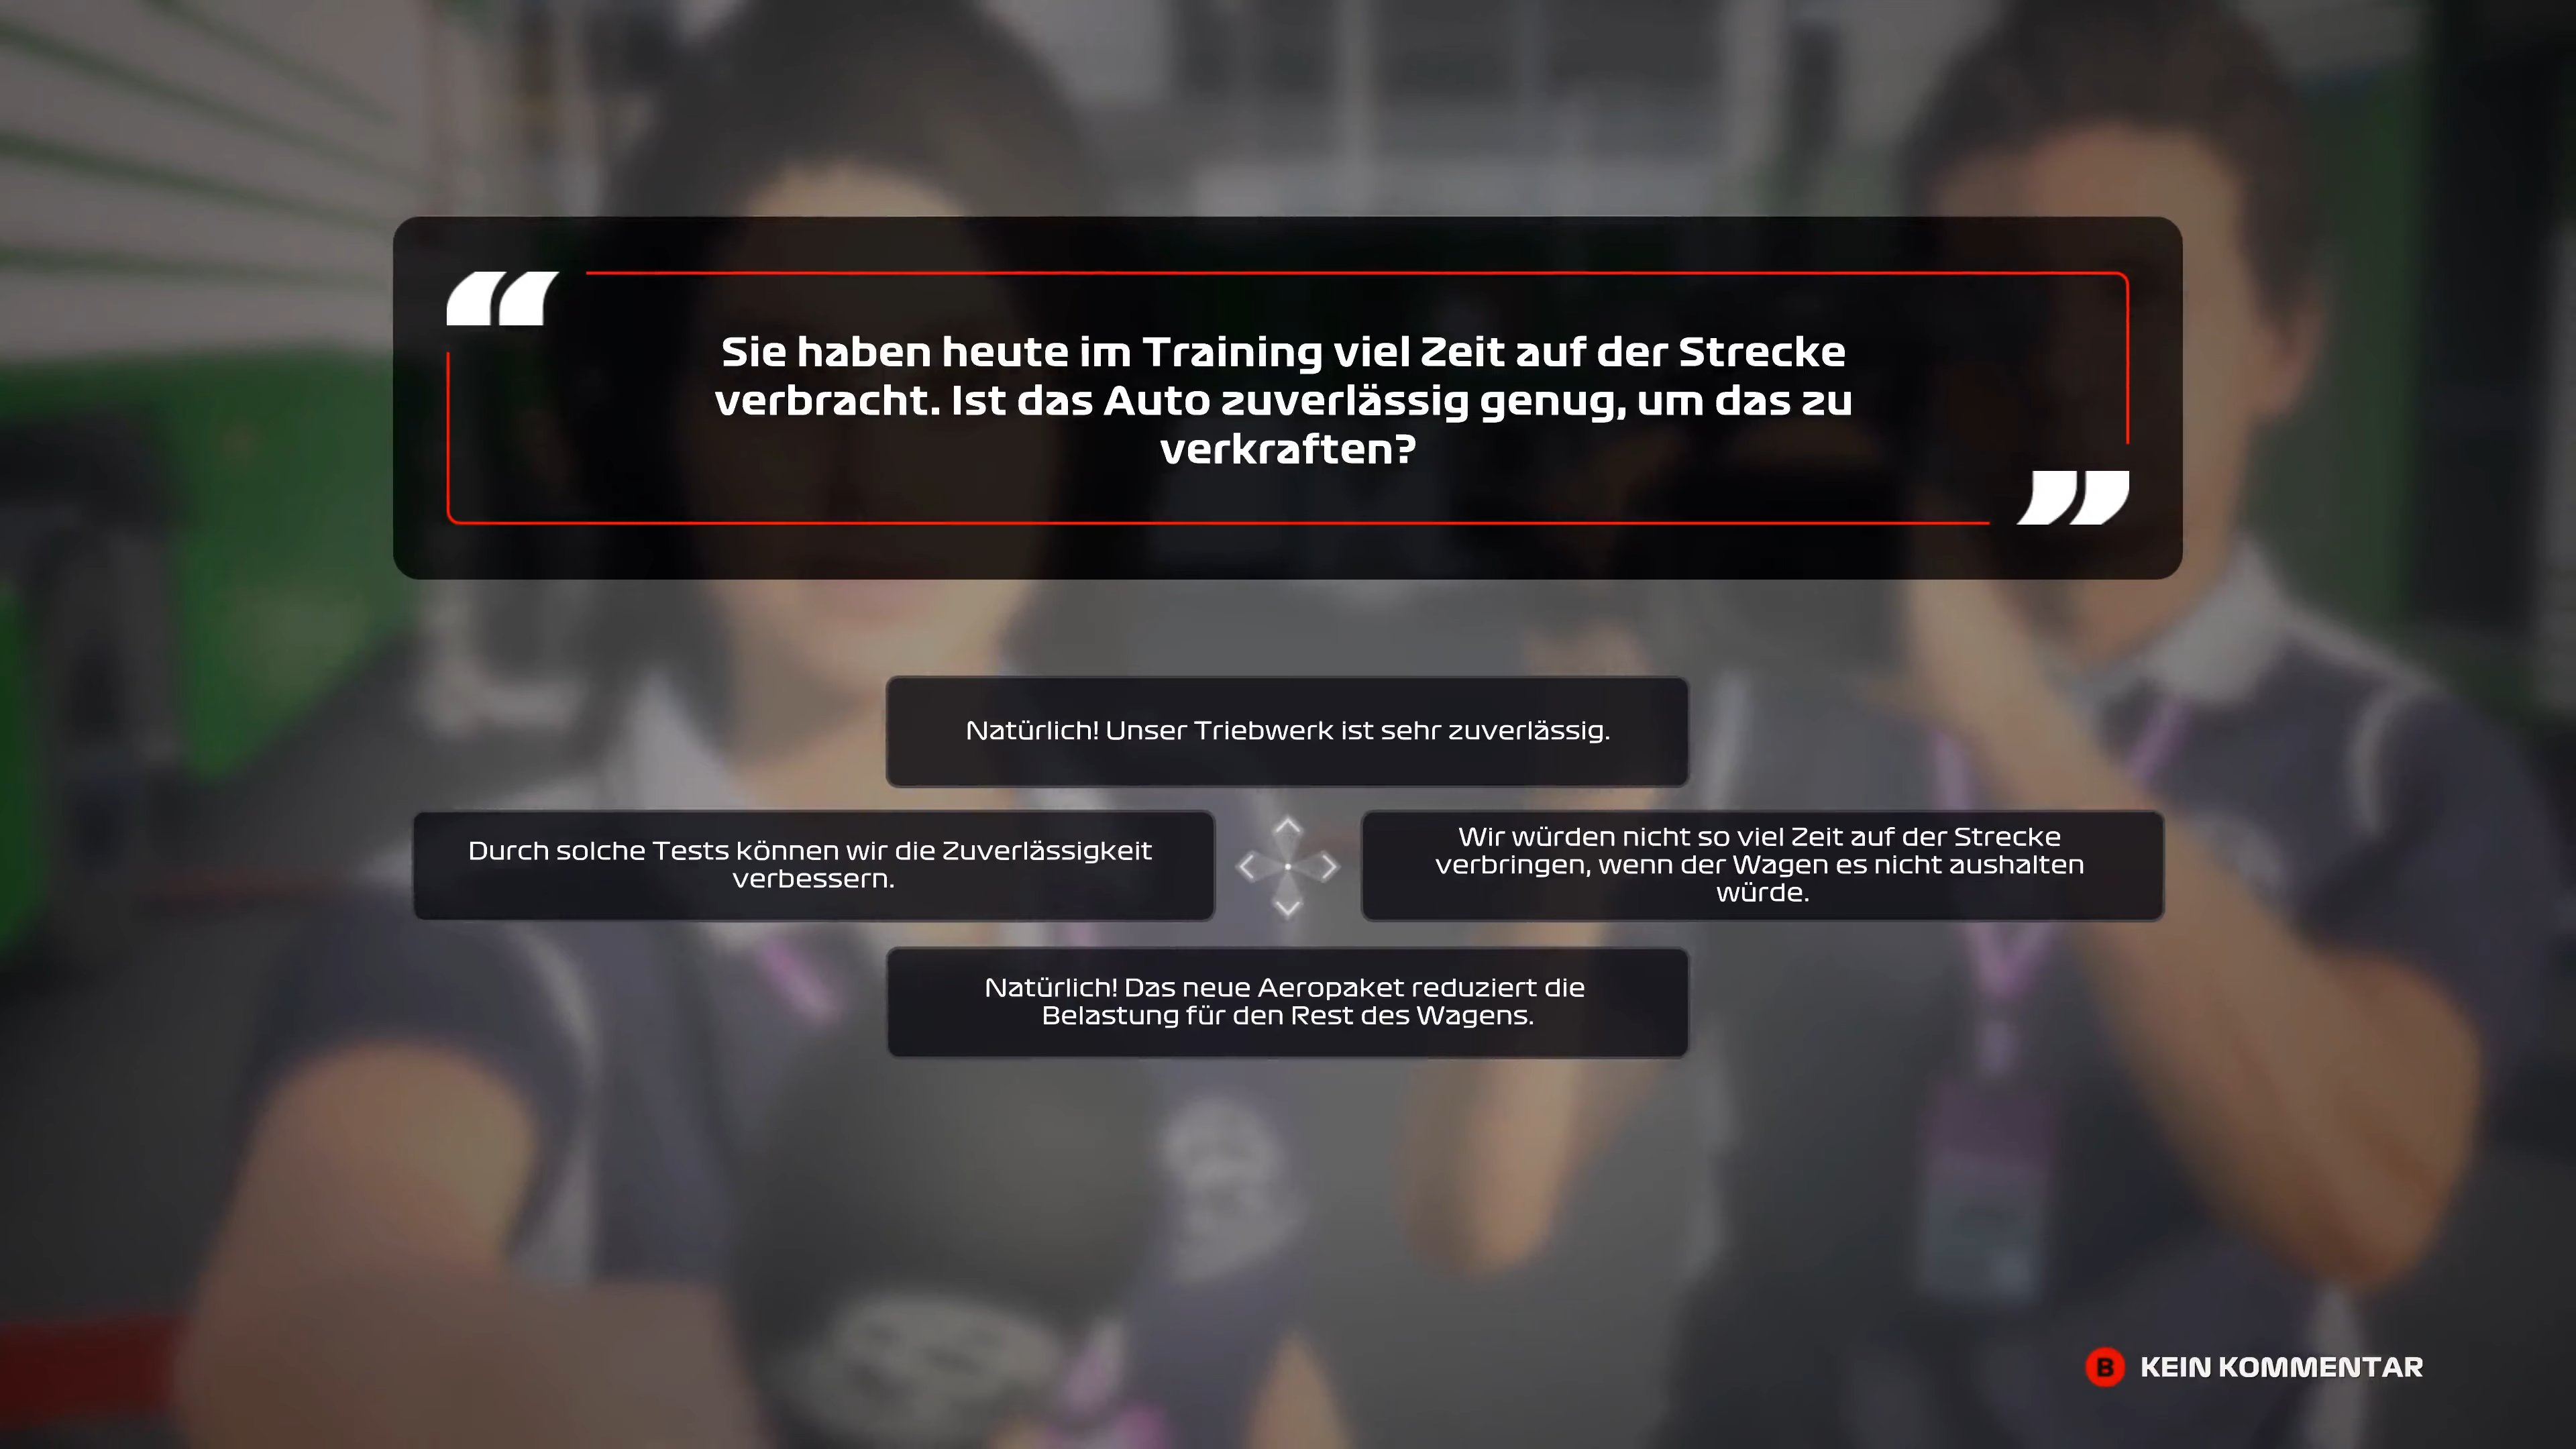 Sie haben heute im Training viel Zeit auf der Strecke
verbracht. Ist das Auto zuverlässig genug, um das zu
verkraften?
Natürlich! Unser Triebwerk ist sehr zuverlässig.
Durch solche Tests können wir die Zuverlässigkeit
verbessern.
Wir würden nicht so viel Zeit auf der Strecke
verbringen, wenn der Wagen es nicht aushalten
würde.
Natürlich! Das neue Aeropaket reduziert die
Belastung für den Rest des Wagens.
B KEIN KOMMENTAR